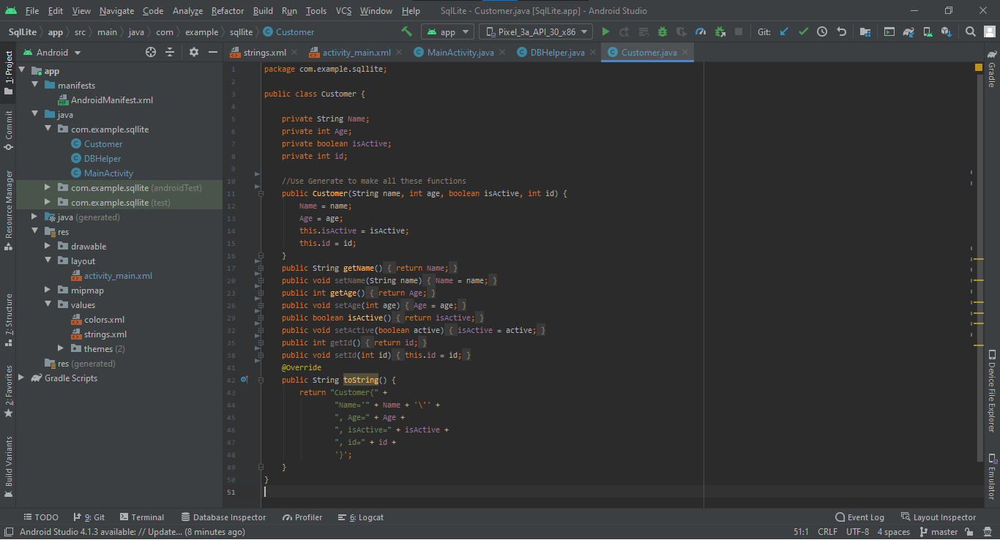 File Edit View Navigate Code Analyze Refactor Build Run Tools VCS Window Help SqlLite - Customer.java [SqlLite.app] - Android Studio
SqlLite app src main java com example sqllite Customer app Pixel_3a_API_30_x86 Git:
1: Project
Commit
Resource Manager
Z: Structure
2: Favorites
Build Variants
Android
app
manifests
AndroidManifest.xml
java
com.example.sqllite
Customer
DBHelper
MainActivity
com.example.sqllite (androidTest)
com.example.sqllite (test)
java (generated)
res
drawable
layout
activity_main.xml
mipmap
values
colors.xml
strings.xml
themes (2)
res (generated)
Gradle Scripts
strings.xml activity_main.xml MainActivity.java DBHelper.java Customer.java
1 package com.example.sqllite;
2
3 public class Customer {
4
5 private String Name;
6 private int Age;
7 private boolean isActive;
8 private int id;
9
10 //Use Generate to make all these functions
11 public Customer(String name, int age, boolean isActive, int id) {
12 Name = name;
13 Age = age;
14 this.isActive = isActive;
15 this.id = id;
16 }
17 public String getName() { return Name; }
20 public void setName(String name) { Name = name; }
23 public int getAge() { return Age; }
26 public void setAge(int age) { Age = age; }
29 public boolean isActive() { return isActive; }
32 public void setActive(boolean active) { isActive = active; }
35 public int getId() { return id; }
38 public void setId(int id) { this.id = id; }
41 @Override
42 public String toString() {
43 return "Customer{" +
44 "Name='" + Name + '\'' +
45 ", Age=" + Age +
46 ", isActive=" + isActive +
47 ", id=" + id +
48 '}';
49 }
50 }
51
Gradle
Device File Explorer
Emulator
TODO 9: Git Terminal Database Inspector Profiler 6: Logcat Event Log Layout Inspector
Android Studio 4.1.3 available: // Update... (8 minutes ago) 51:1 CRLF UTF-8 4 spaces master